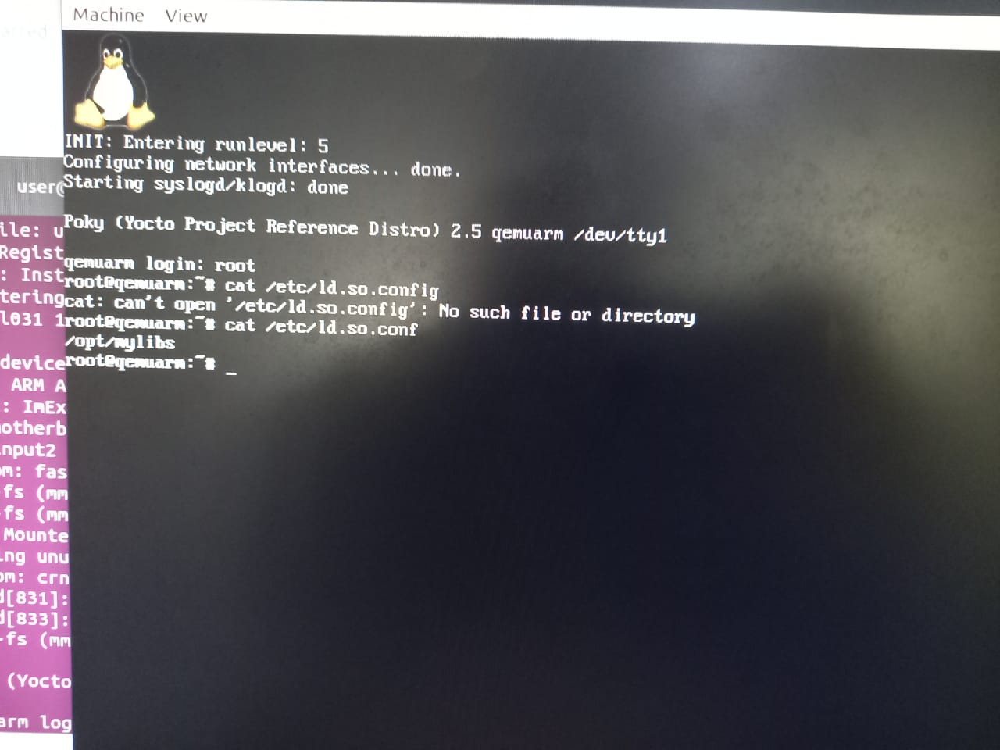 Machine View
INIT: Entering runlevel: 5
Configuring network interfaces... done.
Starting syslogd/klogd: done
Poky (Yocto Project Reference Distro) 2.5 qemuarm /dev/tty1
qemuarm login: root
root@qemuarm:~# cat /etc/ld.so.config
cat: can't open '/etc/ld.so.config': No such file or directory
root@qemuarm:~# cat /etc/ld.so.conf
/opt/mylibs
root@qemuarm:~# _
user@
ile: u
Regist
: Inst
tering
l031 1
device
ARM A
: ImEx
otherb
nput2
om: fas
-fs (mm
-fs (mm
Mounte
ing unu
om: crn
d[831]:
d[833]:
-fs (mm
(Yocto
arm log